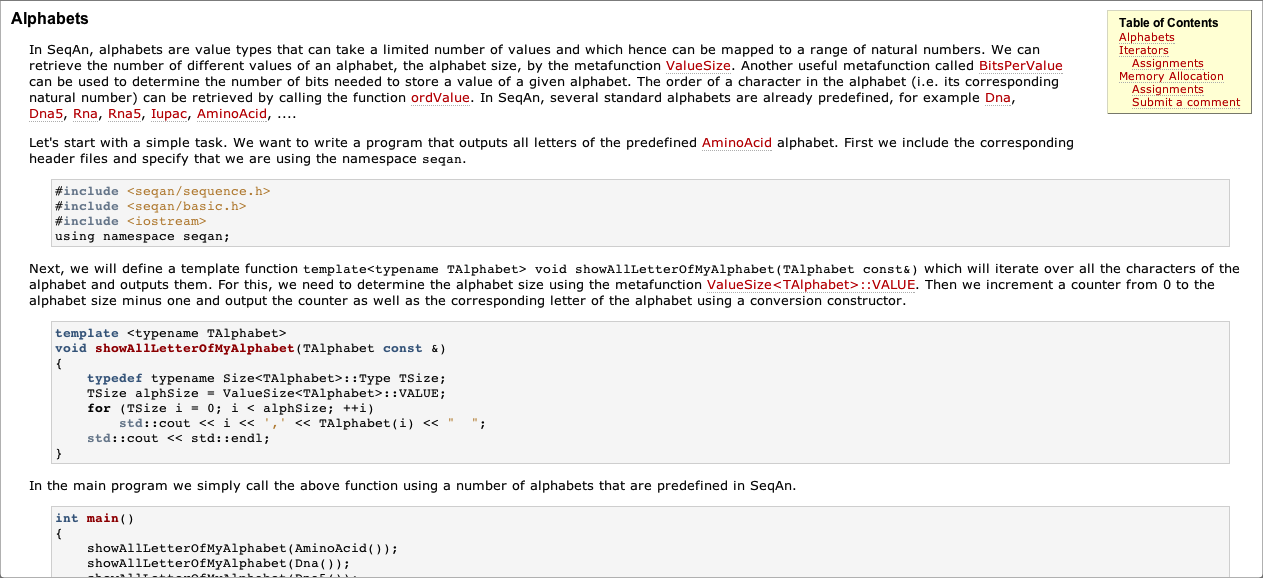 Alphabets
In SeqAn, alphabets are value types that can take a limited number of values and which hence can be mapped to a range of natural numbers. We can
retrieve the number of different values of an alphabet, the alphabet size, by the metafunction ValueSize. Another useful metafunction called BitsPerValue
can be used to determine the number of bits needed to store a value of a given alphabet. The order of a character in the alphabet (i.e. its corresponding
natural number) can be retrieved by calling the function ordValue. In SeqAn, several standard alphabets are already predefined, for example Dna,
Dna5, Rna, Rna5, Iupac, AminoAcid, ....
Table of Contents
Alphabets
Iterators
Assignments
Memory Allocation
Assignments
Submit a comment
Let's start with a simple task. We want to write a program that outputs all letters of the predefined AminoAcid alphabet. First we include the corresponding
header files and specify that we are using the namespace seqan.
#include <seqan/sequence.h>
#include <seqan/basic.h>
#include <iostream>
using namespace seqan;
Next, we will define a template function template<typename TAlphabet> void showAllLetterOfMyAlphabet(TAlphabet const&) which will iterate over all the characters of the
alphabet and outputs them. For this, we need to determine the alphabet size using the metafunction ValueSize<TAlphabet>::VALUE. Then we increment a counter from 0 to the
alphabet size minus one and output the counter as well as the corresponding letter of the alphabet using a conversion constructor.
template <typename TAlphabet>
void showAllLetterOfMyAlphabet(TAlphabet const &)
{
    typedef typename Size<TAlphabet>::Type TSize;
    TSize alphSize = ValueSize<TAlphabet>::VALUE;
    for (TSize i = 0; i < alphSize; ++i)
        std::cout << i << ',' << TAlphabet(i) << "  ";
    std::cout << std::endl;
}
In the main program we simply call the above function using a number of alphabets that are predefined in SeqAn.
int main()
{
    showAllLetterOfMyAlphabet(AminoAcid());
    showAllLetterOfMyAlphabet(Dna());
    showAllLetterOfMyAlphabet(Dna5());